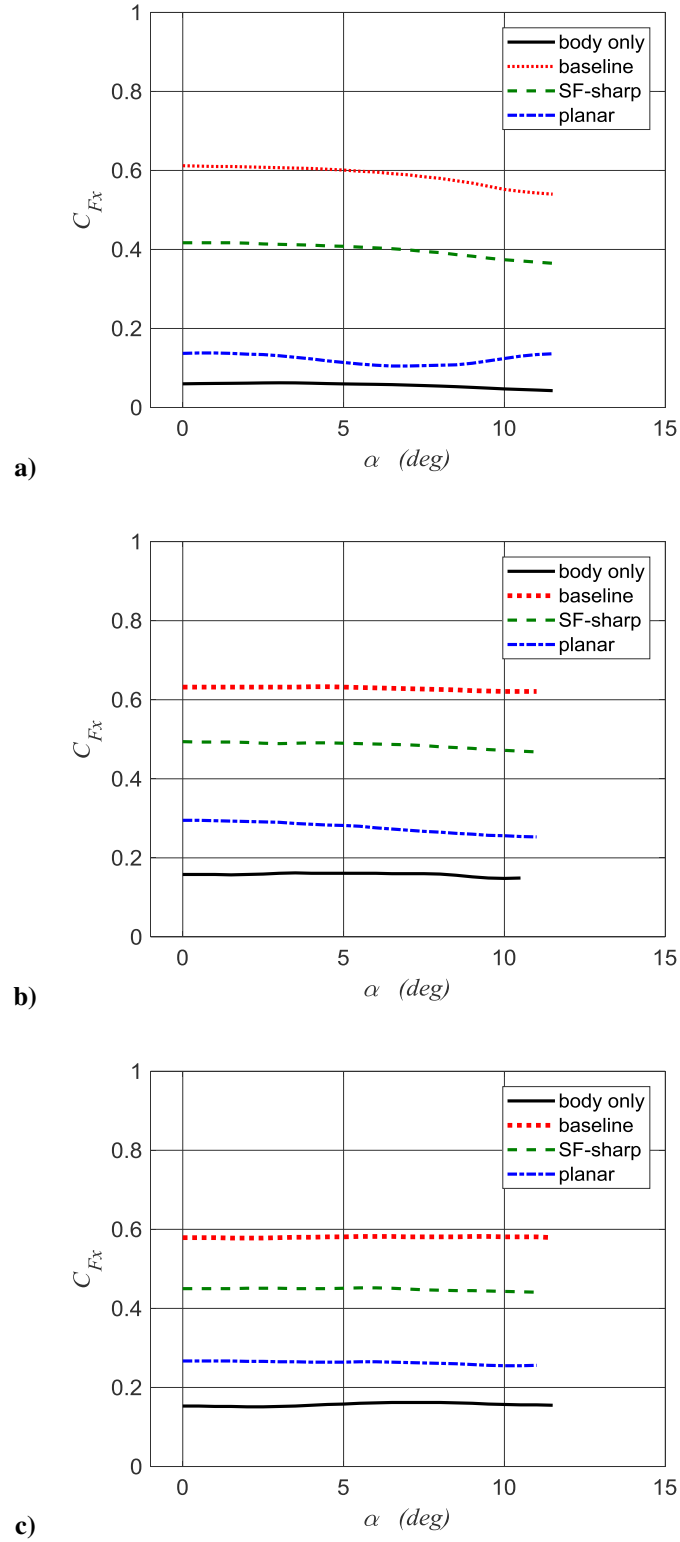 1
0.8
0.6
0.4
0.2
0
C_Fx
body only
baseline
SF-sharp
planar
0 5 10 15
α (deg)
a)
1
0.8
0.6
0.4
0.2
0
C_Fx
body only
baseline
SF-sharp
planar
0 5 10 15
α (deg)
b)
1
0.8
0.6
0.4
0.2
0
C_Fx
body only
baseline
SF-sharp
planar
0 5 10 15
α (deg)
c)